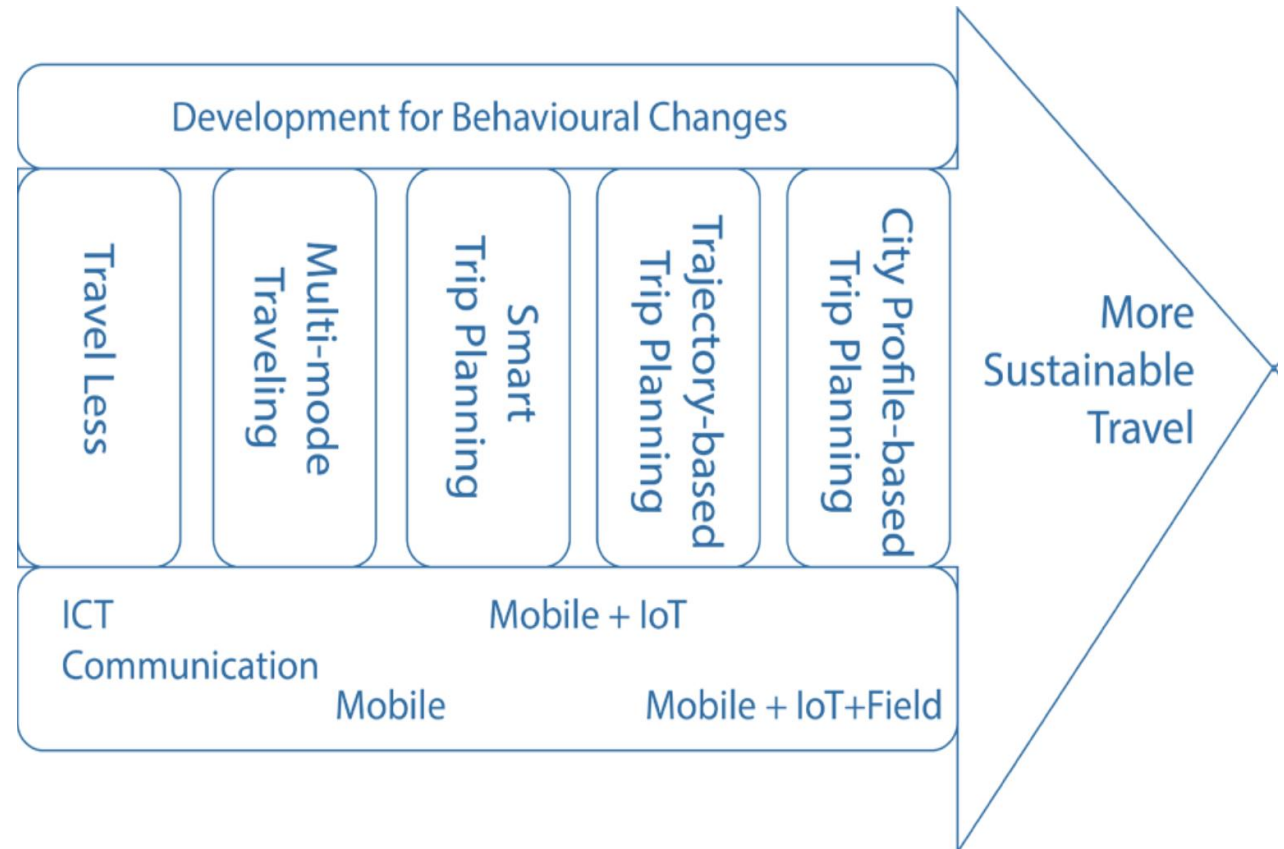 Development for Behavioural Changes
Travel Less
Multi-mode
Traveling
Smart
Trip Planning
Trajectory-based
Trip Planning
City Profile-based
Trip Planning
More
Sustainable
Travel
ICT
Communication
Mobile
Mobile + IoT
Mobile + IoT+Field